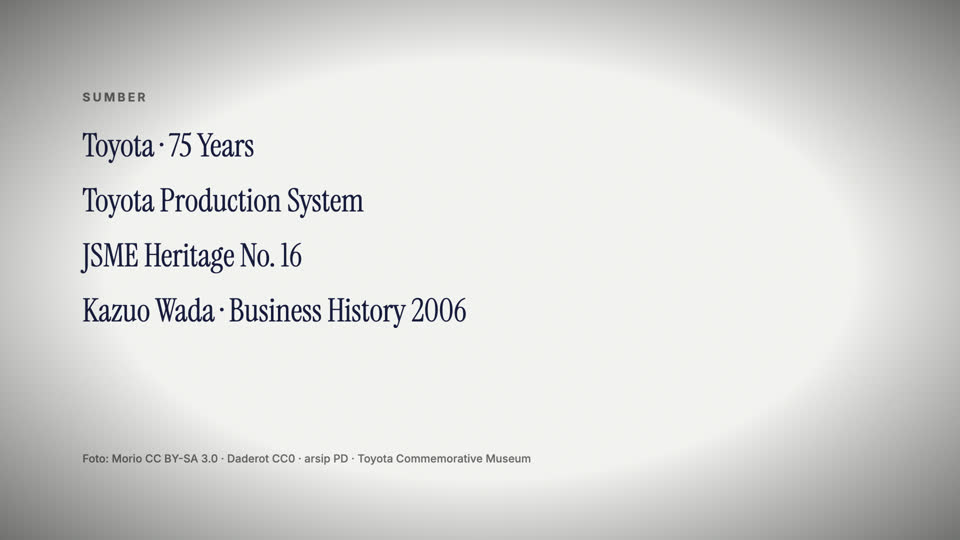 SUMBER
Toyota · 75 Years
Toyota Production System
JSME Heritage No. 16
Kazuo Wada · Business History 2006
Foto: Morio CC BY-SA 3.0 · Daderot CC0 · arsip PD · Toyota Commemorative Museum